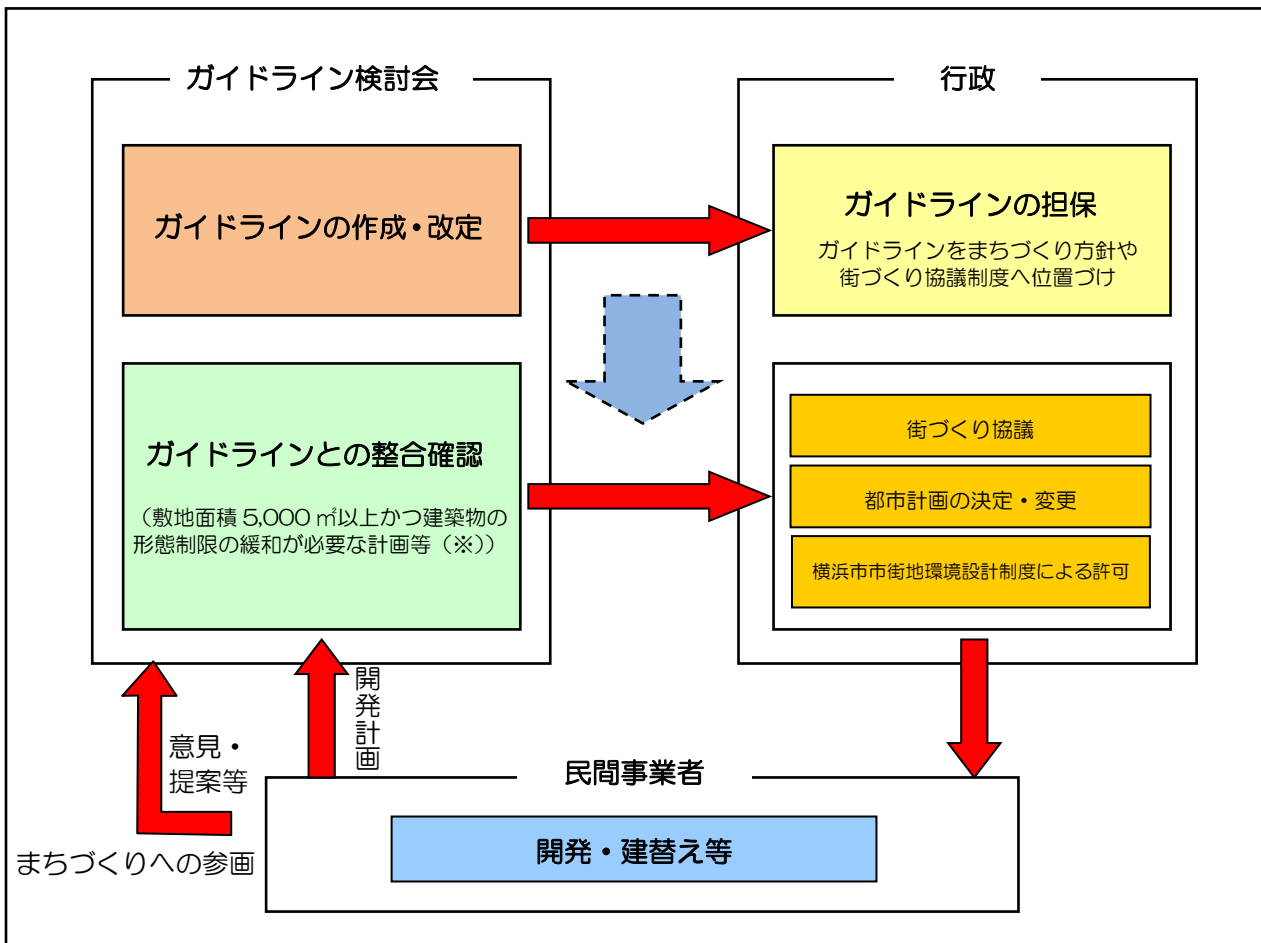 ガイドライン検討会
行政
ガイドラインの作成・改定
ガイドラインの担保
ガイドラインをまちづくり方針や
街づくり協議制度へ位置づけ
ガイドラインとの整合確認
（敷地面積 5,000 ㎡以上かつ建築物の
形態制限の緩和が必要な計画等（※））
街づくり協議
都市計画の決定・変更
横浜市市街地環境設計制度による許可
開発計画
意見・
提案等
まちづくりへの参画
民間事業者
開発・建替え等